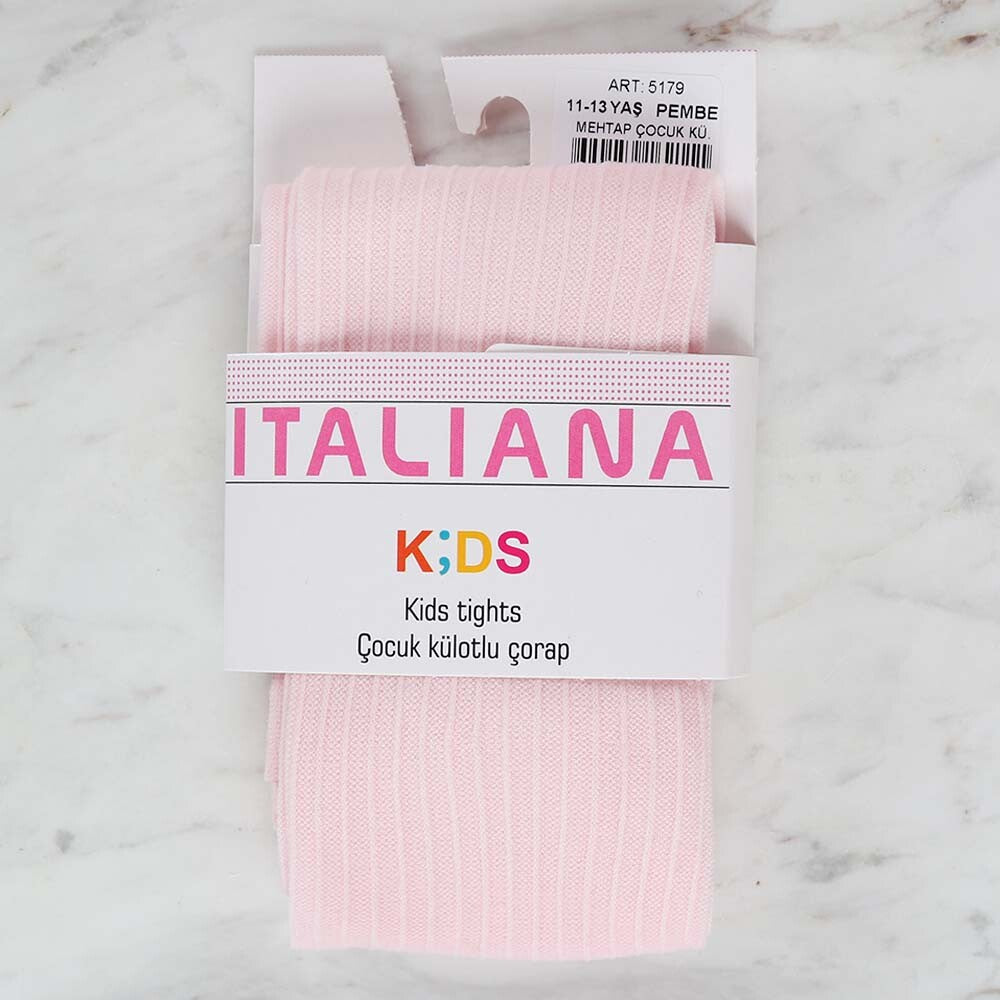 ART: 5179
11-13 YAŞ PEMBE
MEHTAP ÇOCUK KÜ.
ITALIANA
K;DS
Kids tights
Çocuk külotlu çorap